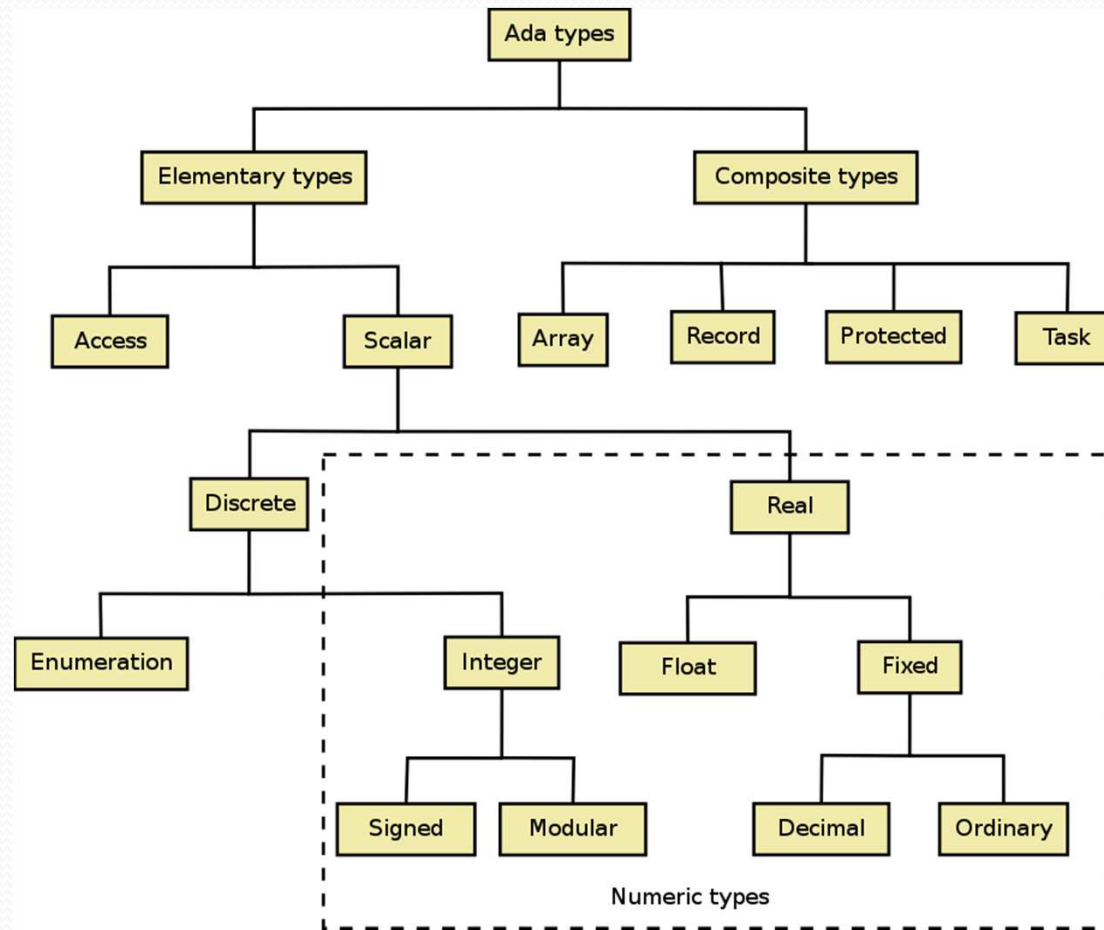 Ada types
Elementary types
Composite types
Access
Scalar
Array
Record
Protected
Task
Discrete
Real
Enumeration
Integer
Float
Fixed
Signed
Modular
Decimal
Ordinary
Numeric types